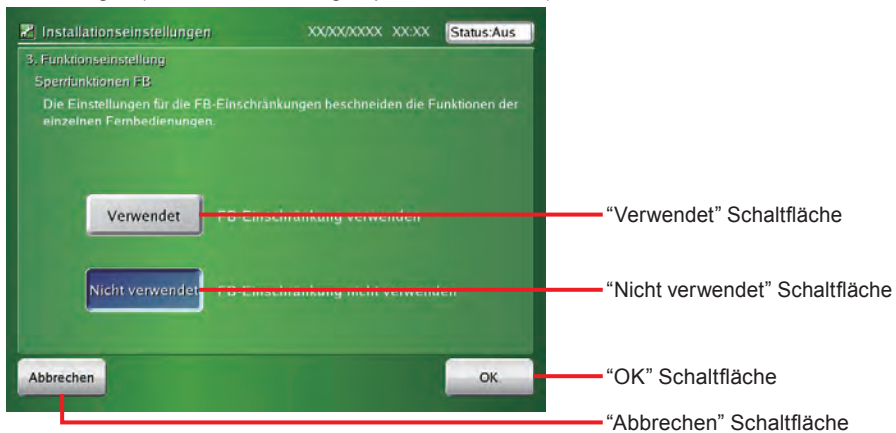 Installationseinstellungen XX/XX/XXXX XX:XX Status:Aus
3. Funktionseinstellung
Sperrfunktionen FB
Die Einstellungen für die FB-Einschränkungen beschneiden die Funktionen der
einzelnen Fernbedienungen.
Verwendet FB-Einschränkung verwenden
“Verwendet” Schaltfläche
Nicht verwendet FB-Einschränkung nicht verwenden
“Nicht verwendet” Schaltfläche
Abbrechen OK
“OK” Schaltfläche
“Abbrechen” Schaltfläche